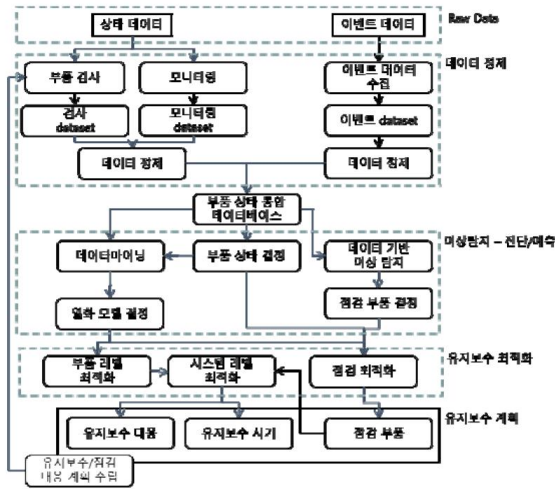 상태 데이터
이벤트 데이터
Raw Data
부품 검사
모니터링
이벤트 데이터
수집
데이터 정제
검사
dataset
모니터링
dataset
이벤트 dataset
데이터 정제
데이터 정제
부품 상태 통합
데이터베이스
이상탐지 – 진단/예측
데이터마이닝
부품 상태 결정
데이터 기반
이상 탐지
열화 모델 결정
점검 부품 결정
유지보수 최적화
부품 레벨
최적화
시스템 레벨
최적화
점검 최적화
유지보수 계획
유지보수 대응
유지보수 시기
점검 부품
유지보수/점검
대응 계획 수립